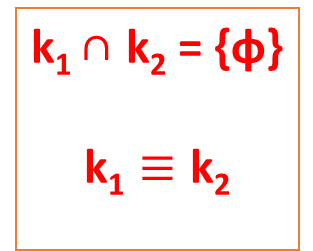 k₁ ∩ k₂ = {ϕ}
k₁ ≡ k₂